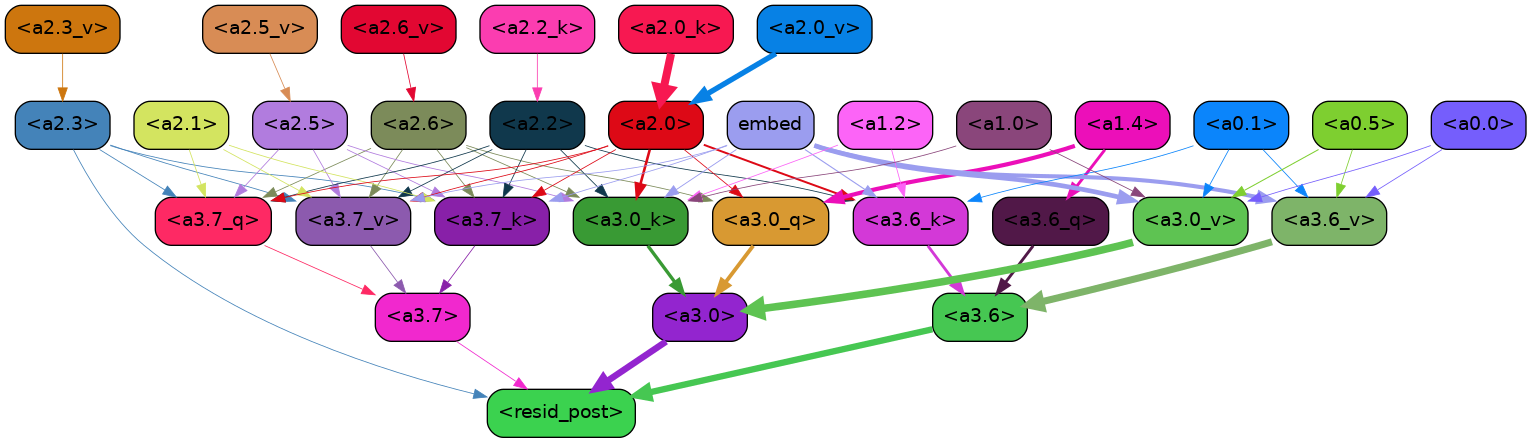 <a2.3_v> <a2.5_v> <a2.6_v> <a2.2_k> <a2.0_k> <a2.0_v>
<a2.3> <a2.1> <a2.5> <a2.6> <a2.2> <a2.0> embed <a1.2> <a1.0> <a1.4> <a0.1> <a0.5> <a0.0>
<a3.7_q> <a3.7_v> <a3.7_k> <a3.0_k> <a3.0_q> <a3.6_k> <a3.6_q> <a3.0_v> <a3.6_v>
<a3.7> <a3.0> <a3.6>
<resid_post>